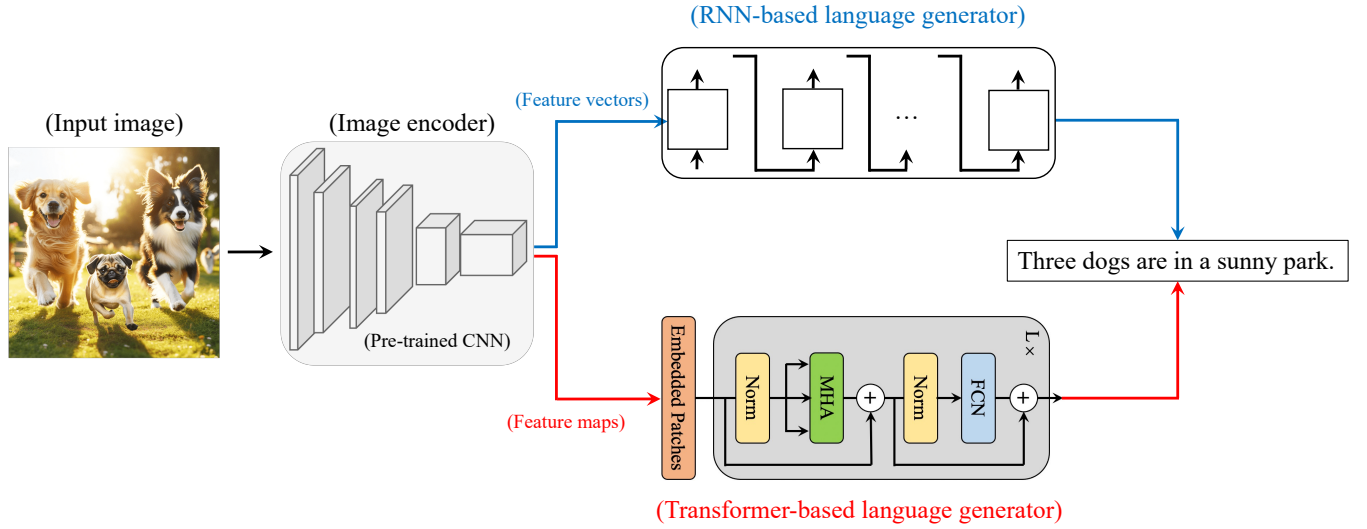 (RNN-based language generator)
(Feature vectors)
(Input image)
(Image encoder)
...
(Pre-trained CNN)
Three dogs are in a sunny park.
(Feature maps)
Embedded Patches
Norm
MHA
+
Norm
FCN
+
L ×
(Transformer-based language generator)